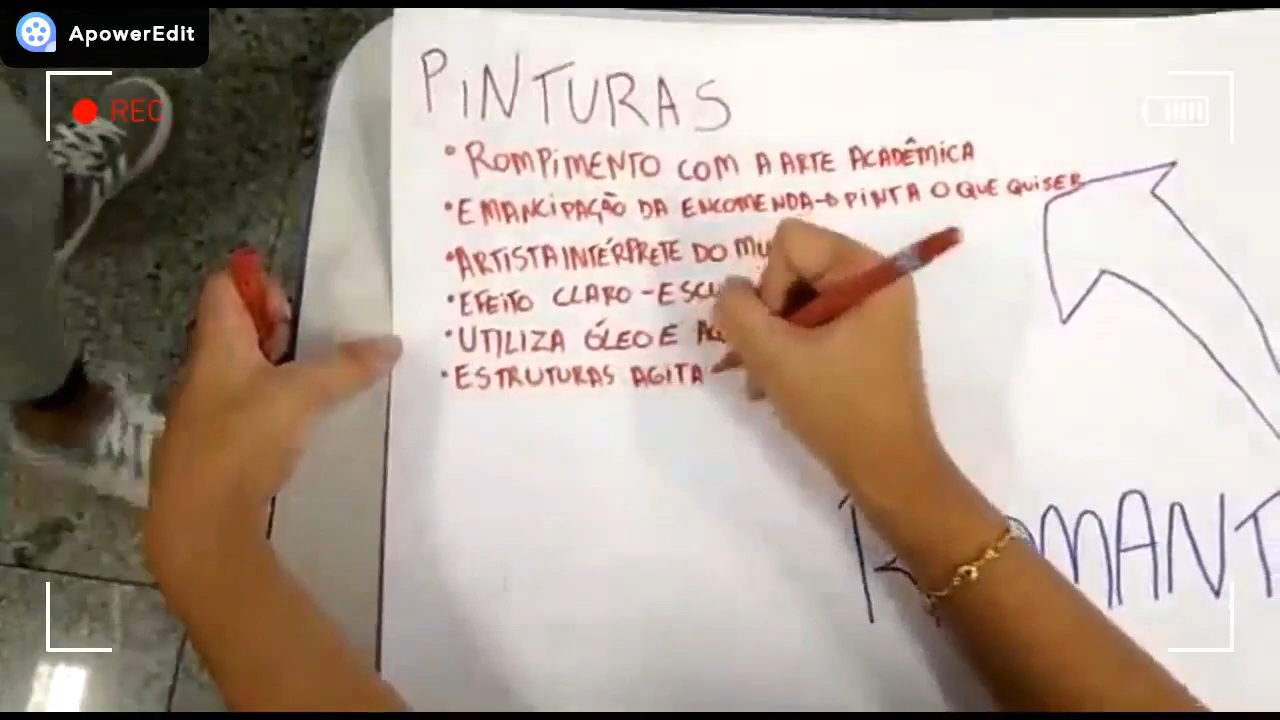 ApowerEdit
REC
PINTURAS
•ROMPIMENTO COM A ARTE ACADÊMICA
•EMANCIPAÇÃO DA ENCOMENDA→PINTA O QUE QUISER
•ARTISTA INTÉRPRETE DO
•EFEITO CLARO-
•UTILIZA ÓLEO E
•ESTRUTURAS